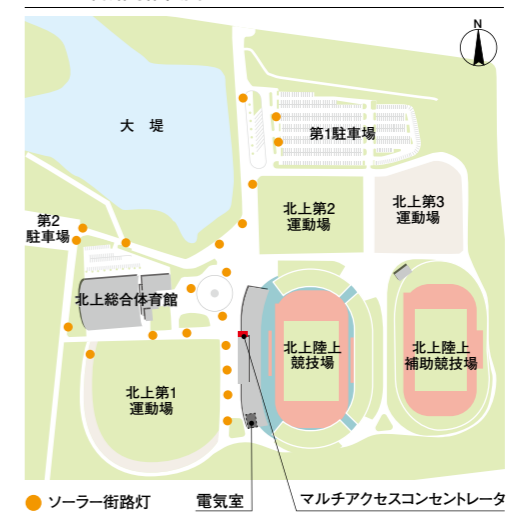 N
大 堤
第1駐車場
北上第2
運動場
北上第3
運動場
第2
駐車場
北上総合体育館
北上陸上
競技場
北上陸上
補助競技場
北上第1
運動場
ソーラー街路灯
電気室
マルチアクセスコンセントレータ